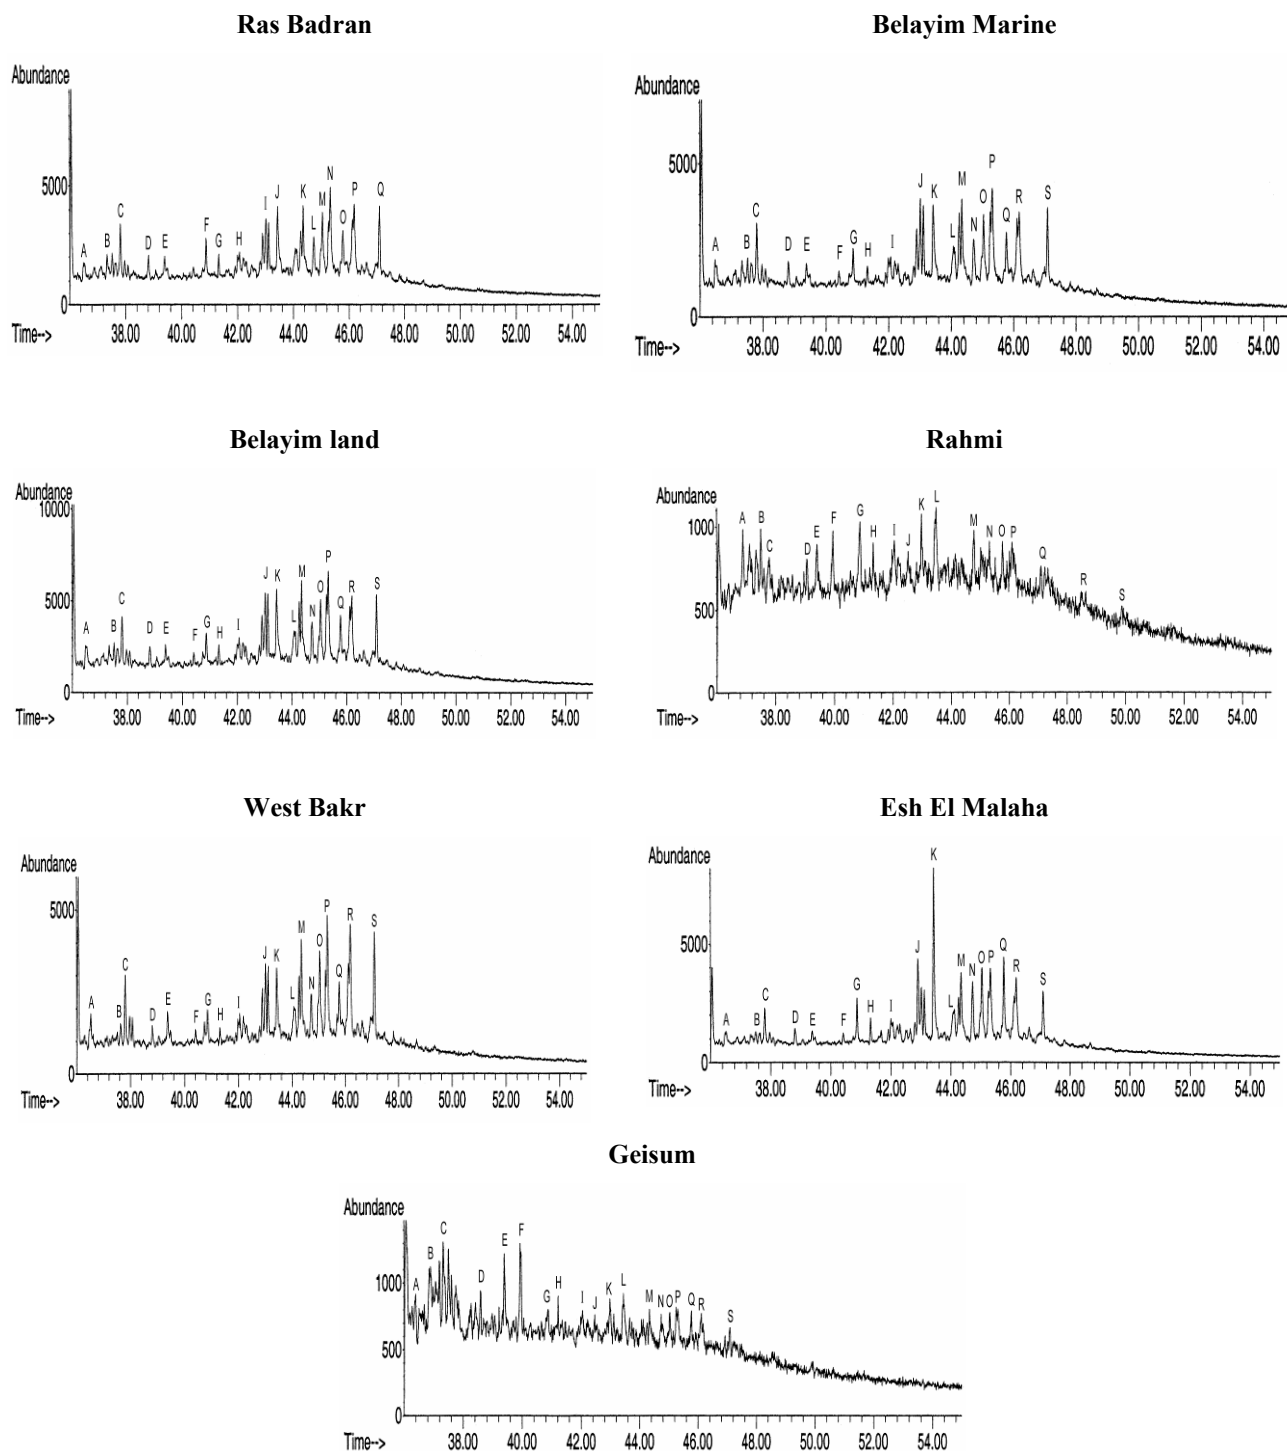 Ras Badran
Abundance
5000
0
A B C D E F G H I J K L M N O P Q
38.00 40.00 42.00 44.00 46.00 48.00 50.00 52.00 54.00
Time-->
Belayim Marine
Abundance
5000
0
A B C D E F G H I J K L M N O P Q R S
38.00 40.00 42.00 44.00 46.00 48.00 50.00 52.00 54.00
Time-->
Belayim land
Abundance
10000
5000
0
A B C D E F G H I J K L M N O P Q R S
38.00 40.00 42.00 44.00 46.00 48.00 50.00 52.00 54.00
Time-->
Rahmi
Abundance
1000
500
0
A B C D E F G H I J K L M N O P Q R S
38.00 40.00 42.00 44.00 46.00 48.00 50.00 52.00 54.00
Time-->
West Bakr
Abundance
5000
0
A B C D E F G H I J K L M N O P Q R S
38.00 40.00 42.00 44.00 46.00 48.00 50.00 52.00 54.00
Time-->
Esh El Malaha
Abundance
5000
0
A B C D E F G H I J K L M N O P Q R S
38.00 40.00 42.00 44.00 46.00 48.00 50.00 52.00 54.00
Time-->
Geisum
Abundance
1000
500
0
A B C D E F G H I J K L M N O P Q R S
38.00 40.00 42.00 44.00 46.00 48.00 50.00 52.00 54.00
Time-->